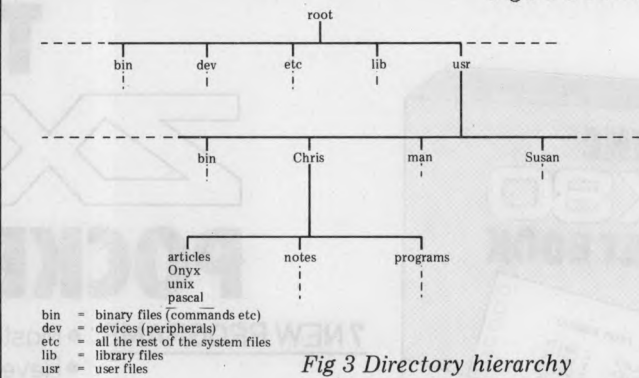 root
bin dev etc lib usr
bin Chris man Susan
articles notes programs
Onyx
unix
pascal
bin = binary files (commands etc)
dev = devices (peripherals)
etc = all the rest of the system files
lib = library files
usr = user files
Fig 3 Directory hierarchy